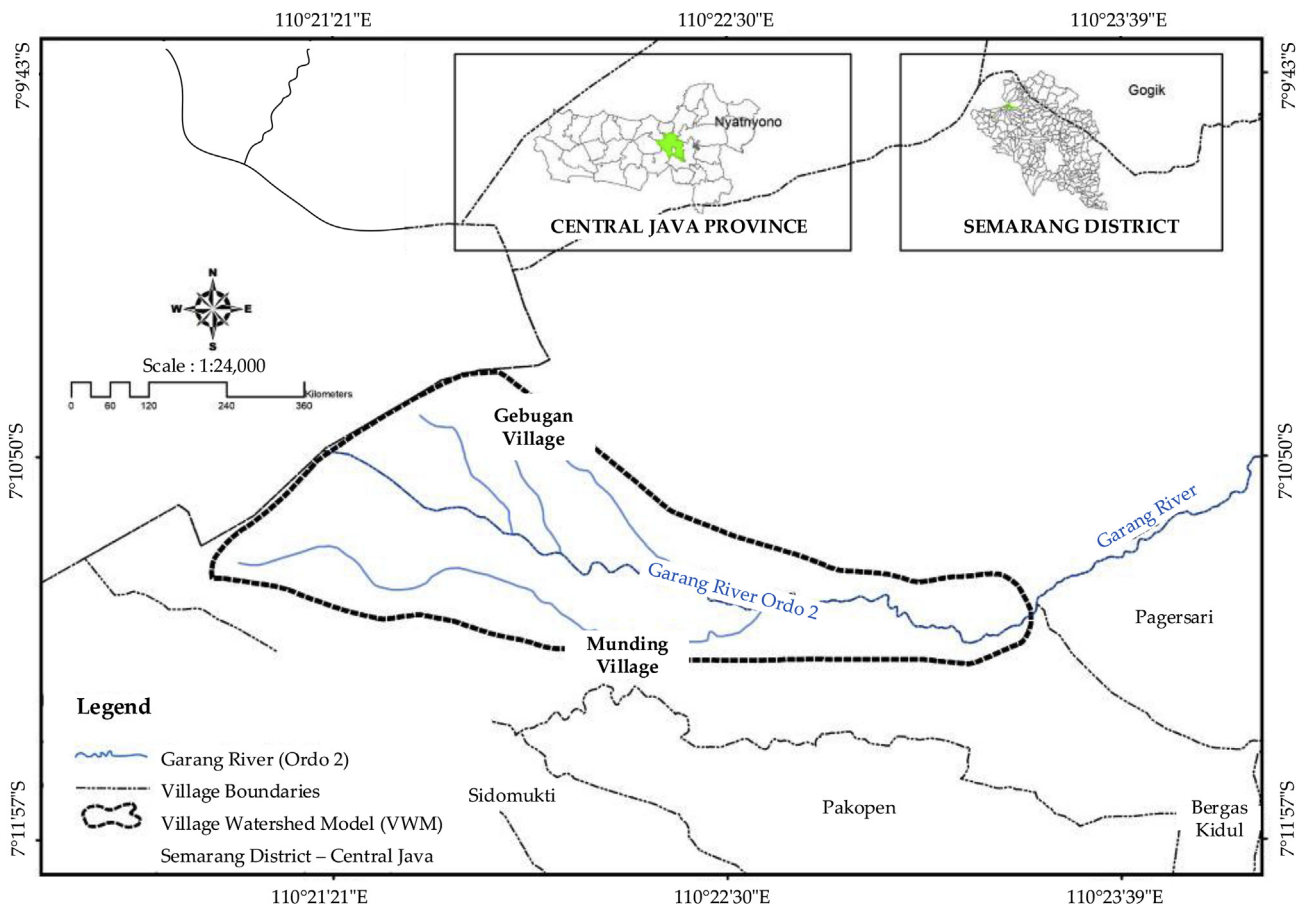 110°21'21"E
110°22'30"E
110°23'39"E
7°9'43"S
7°9'43"S
Gogik
Nyatnyono
CENTRAL JAVA PROVINCE
SEMARANG DISTRICT
N
W
E
S
Scale : 1:24,000
Kilometers
0
60
120
240
360
Gebugan
Village
7°10'50"S
7°10'50"S
Garang River
Garang River Ordo 2
Pagersari
Munding
Village
Legend
Garang River (Ordo 2)
Village Boundaries
Village Watershed Model (VWM)
Semarang District – Central Java
Sidomukti
Pakopen
Bergas
Kidul
7°11'57"S
7°11'57"S
110°21'21"E
110°22'30"E
110°23'39"E